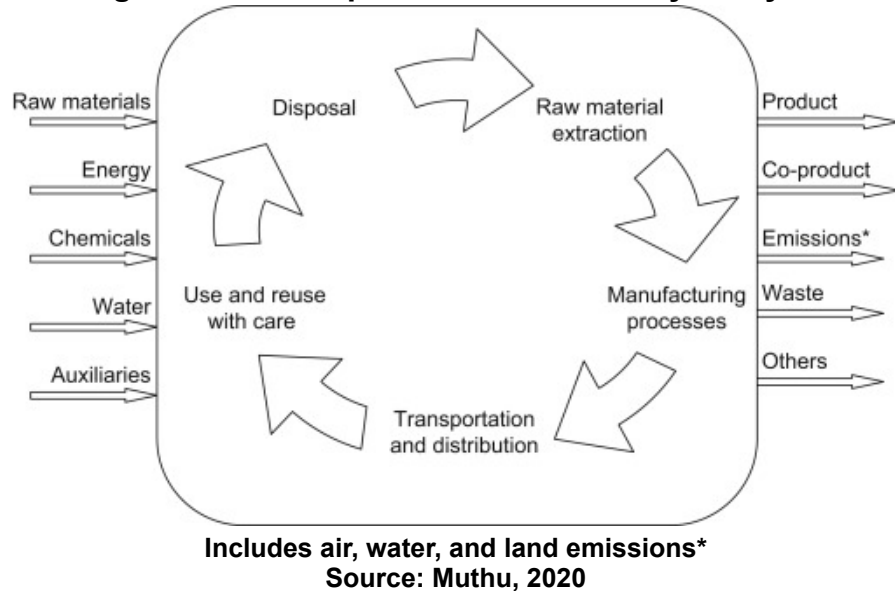 Raw materials
Energy
Chemicals
Water
Auxiliaries
Disposal
Raw material
extraction
Manufacturing
processes
Transportation
and distribution
Use and reuse
with care
Product
Co-product
Emissions*
Waste
Others
Includes air, water, and land emissions*
Source: Muthu, 2020